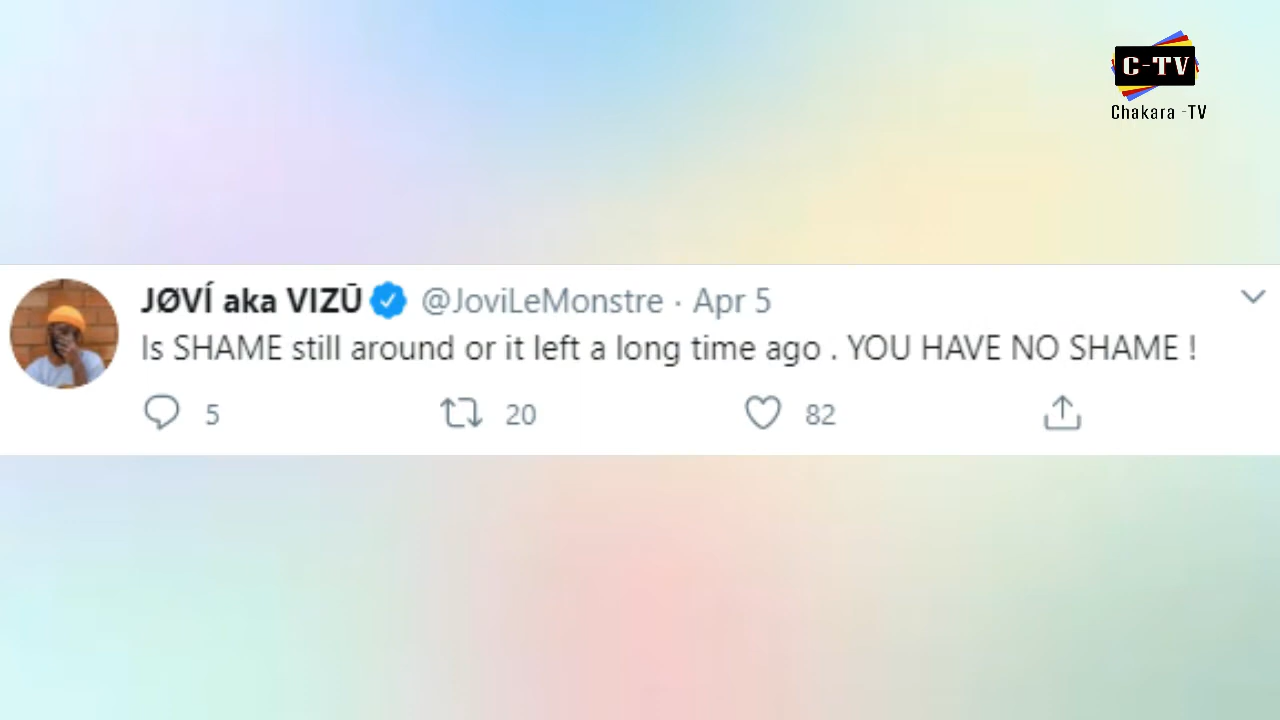 C-TV
Chakara -TV
JØVÍ aka VIZŪ @JoviLeMonstre · Apr 5
Is SHAME still around or it left a long time ago . YOU HAVE NO SHAME !
5 20 82